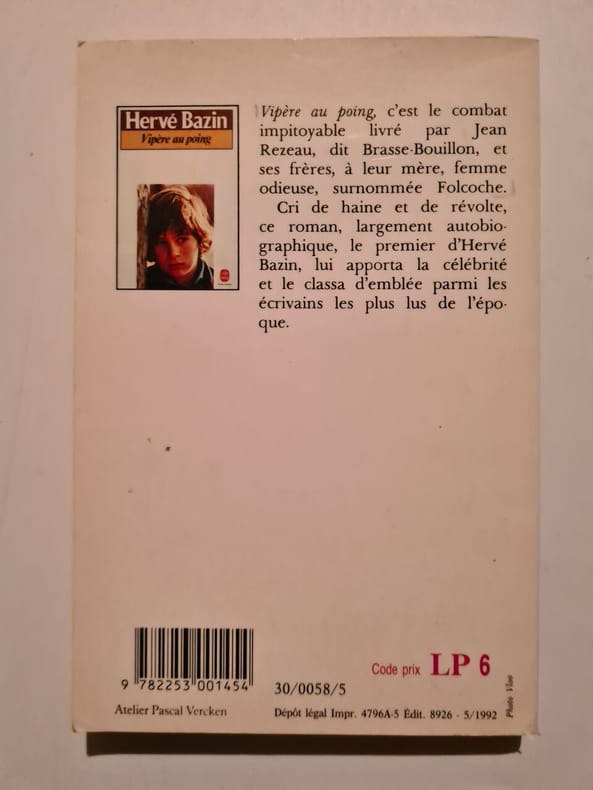 Hervé Bazin
Vipère au poing
Vipère au poing, c'est le combat
impitoyable livré par Jean
Rezeau, dit Brasse-Bouillon, et
ses frères, à leur mère, femme
odieuse, surnommée Folcoche.
Cri de haine et de révolte,
ce roman, largement autobio-
graphique, le premier d'Hervé
Bazin, lui apporta la célébrité
et le classa d'emblée parmi les
écrivains les plus lus de l'épo-
que.
Code prix LP 6
9 782253 001454
30/0058/5
Atelier Pascal Vercken
Dépôt légal Impr. 4796A-5 Édit. 8926 - 5/1992
Photo